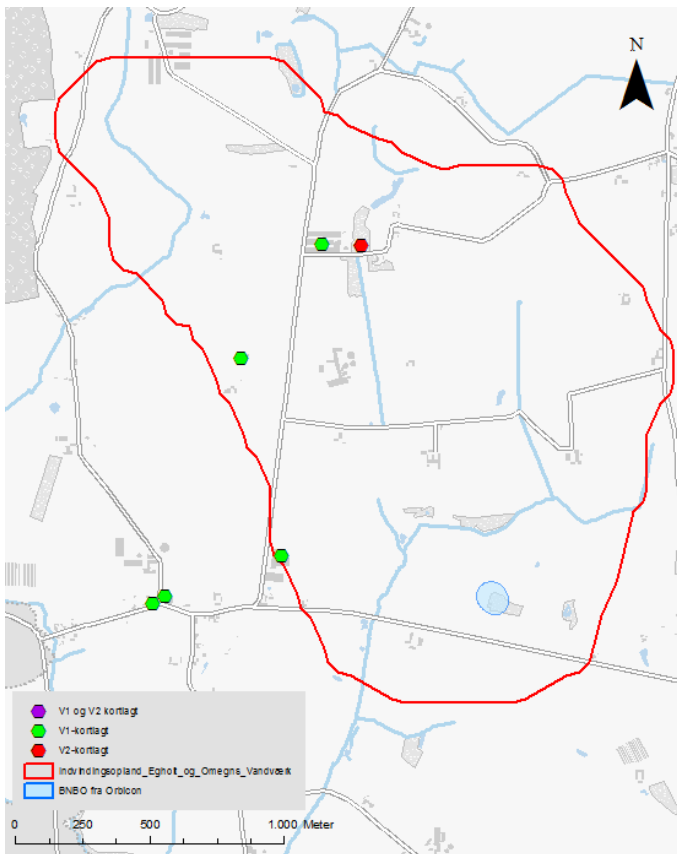 N
V1 og V2 kortlagt
V1-kortlagt
V2-kortlagt
Indvindingsopland_Egholt_og_Omegns_Vandværk
BNBO fra Orbicon
0 250 500 1.000 Meter